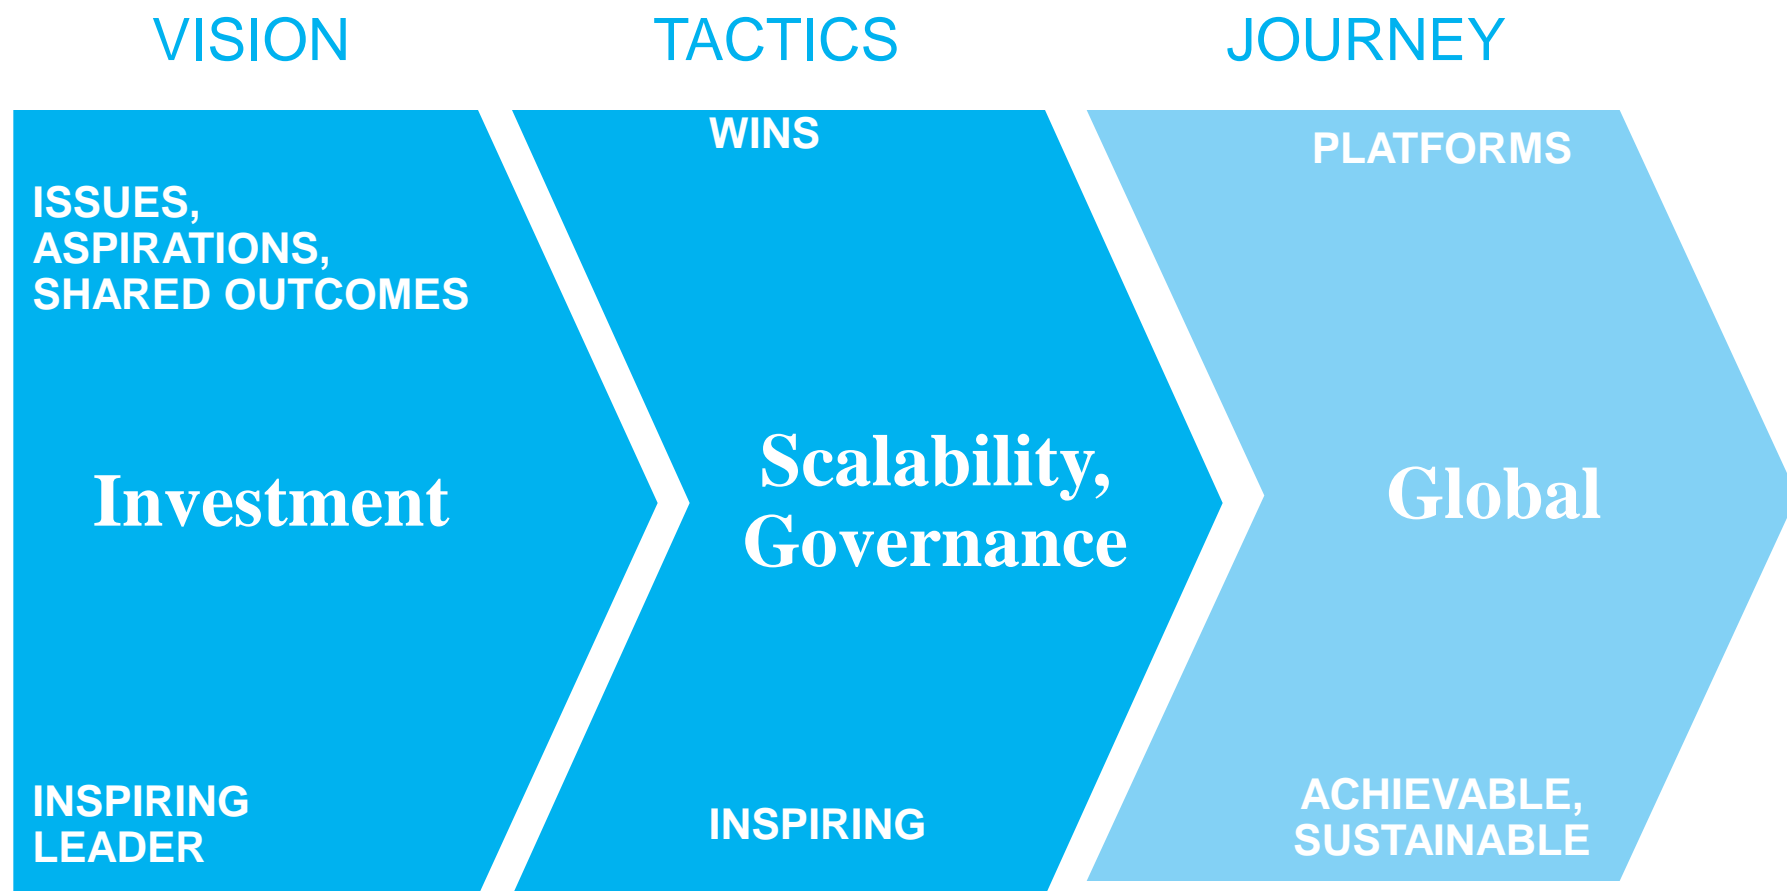 VISION
TACTICS
JOURNEY
ISSUES,
ASPIRATIONS,
SHARED OUTCOMES
Investment
INSPIRING
LEADER
WINS
Scalability,
Governance
INSPIRING
PLATFORMS
Global
ACHIEVABLE,
SUSTAINABLE